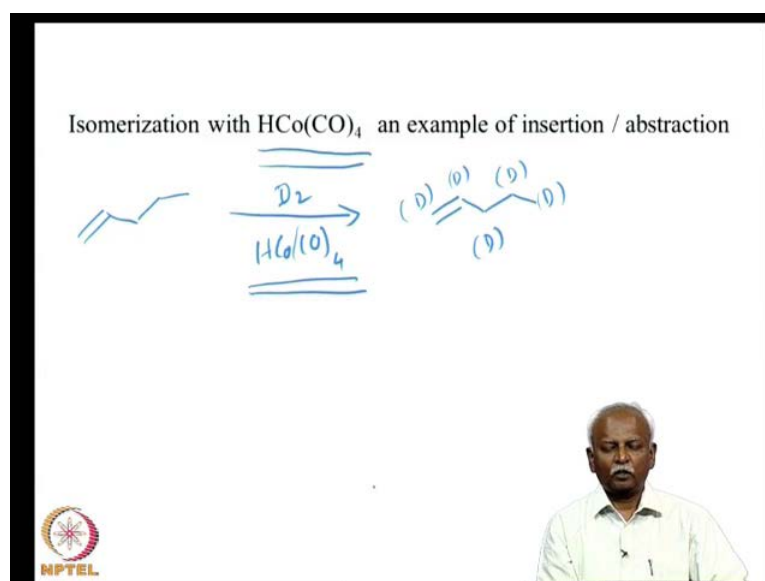 Isomerization with HCo(CO)4 an example of insertion / abstraction
D2
HCo(CO)4
(D) (D) (D) (D)
(D)
NPTEL